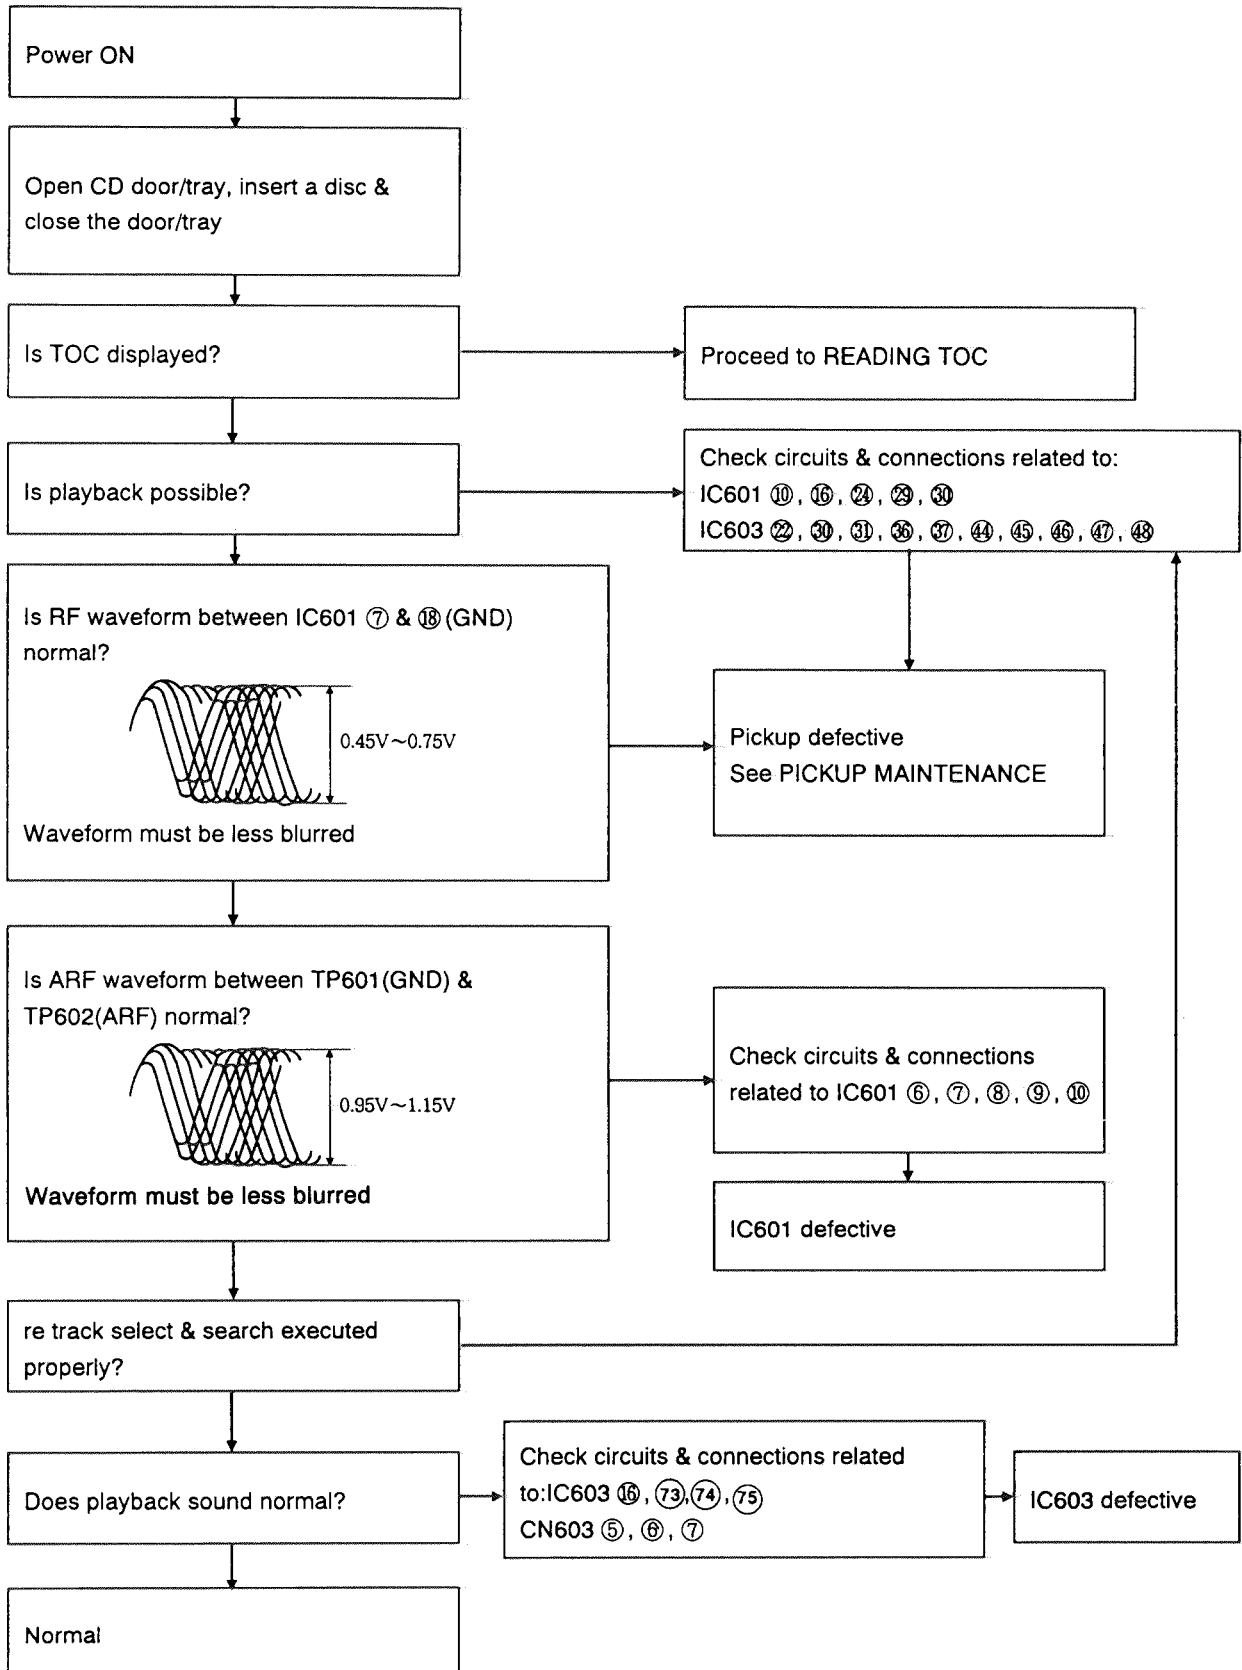 Power ON
Open CD door/tray, insert a disc &
close the door/tray
Is TOC displayed?
Proceed to READING TOC
Is playback possible?
Check circuits & connections related to:
IC601 ⑩, ⑯, ㉔, ㉙, ㉚
IC603 ㉒, ㉚, ㉛, ㊱, ㊲, ㊹, ㊺, ㊻, ㊼, ㊽
Is RF waveform between IC601 ⑦ & ⑱ (GND)
normal?
0.45V~0.75V
Waveform must be less blurred
Pickup defective
See PICKUP MAINTENANCE
Is ARF waveform between TP601(GND) &
TP602(ARF) normal?
0.95V~1.15V
Waveform must be less blurred
Check circuits & connections
related to IC601 ⑥, ⑦, ⑧, ⑨, ⑩
IC601 defective
re track select & search executed
properly?
Does playback sound normal?
Check circuits & connections related
to:IC603 ⑯, (73), (74), (75)
CN603 ⑤, ⑥, ⑦
IC603 defective
Normal